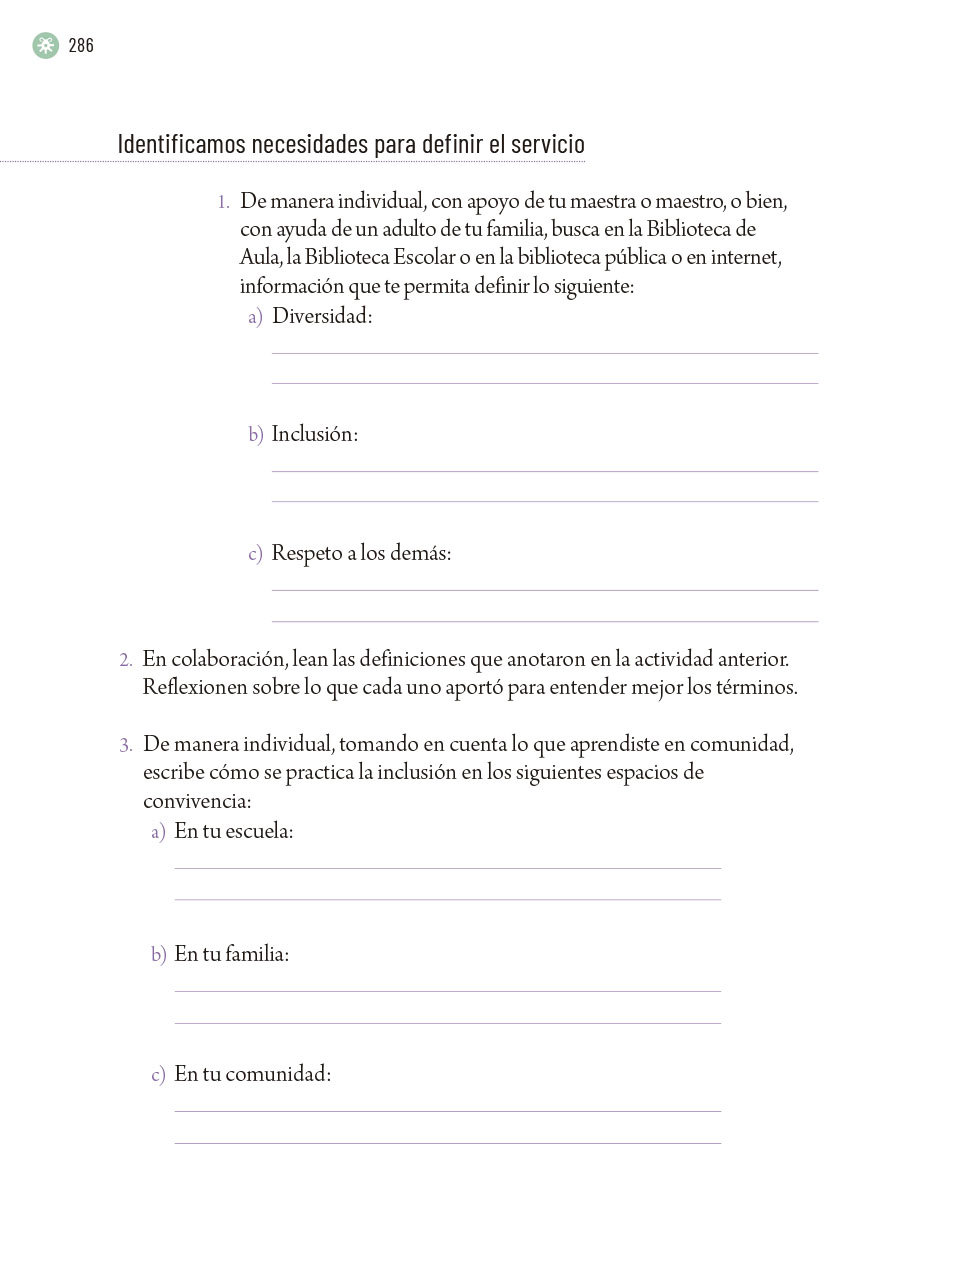 286
Identificamos necesidades para definir el servicio
1. De manera individual, con apoyo de tu maestra o maestro, o bien,
con ayuda de un adulto de tu familia, busca en la Biblioteca de
Aula, la Biblioteca Escolar o en la biblioteca pública o en internet,
información que te permita definir lo siguiente:
a) Diversidad:
b) Inclusión:
c) Respeto a los demás:
2. En colaboración, lean las definiciones que anotaron en la actividad anterior.
Reflexionen sobre lo que cada uno aportó para entender mejor los términos.
3. De manera individual, tomando en cuenta lo que aprendiste en comunidad,
escribe cómo se practica la inclusión en los siguientes espacios de
convivencia:
a) En tu escuela:
b) En tu familia:
c) En tu comunidad: